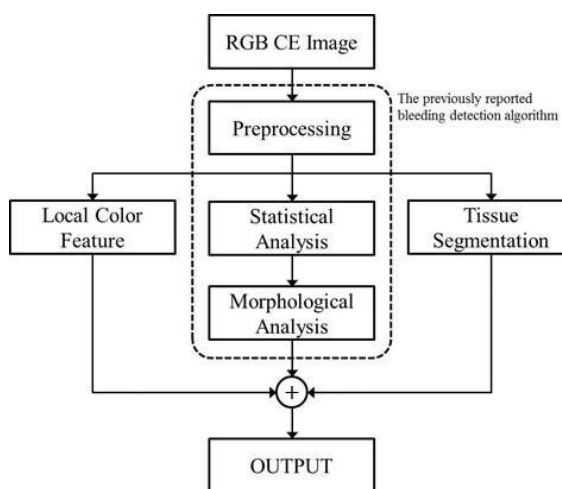 RGB CE Image
The previously reported
bleeding detection algorithm
Preprocessing
Local Color
Feature
Statistical
Analysis
Tissue
Segmentation
Morphological
Analysis
+
OUTPUT